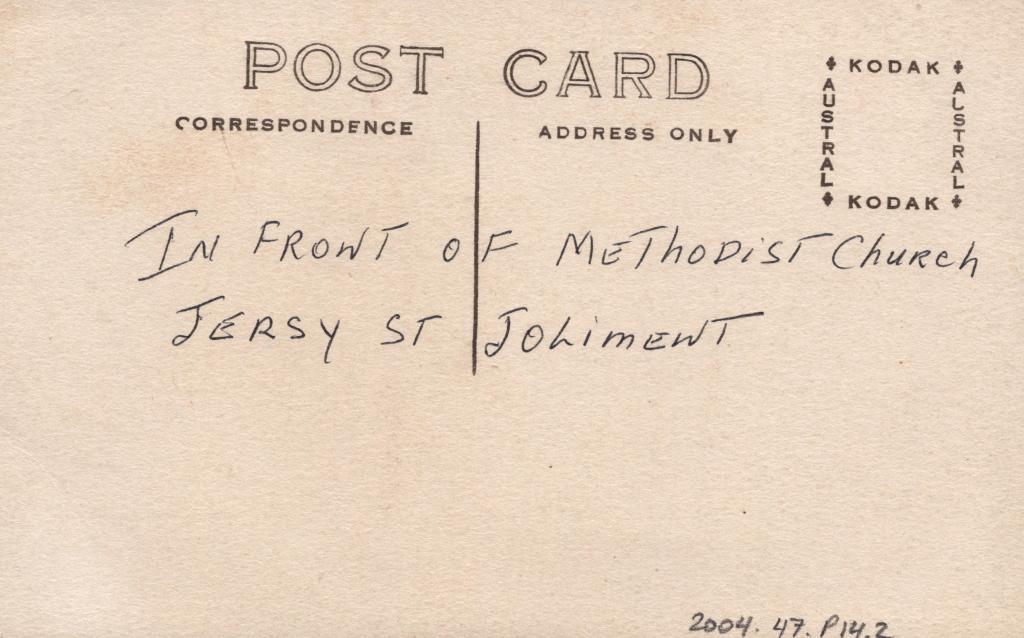 POST CARD
CORRESPONDENCE
ADDRESS ONLY
KODAK
AUSTRAL
AUSTRAL
KODAK
IN FRONT OF METHODIST Church
JERSY ST JOLIMENT
2004.47.P14.2